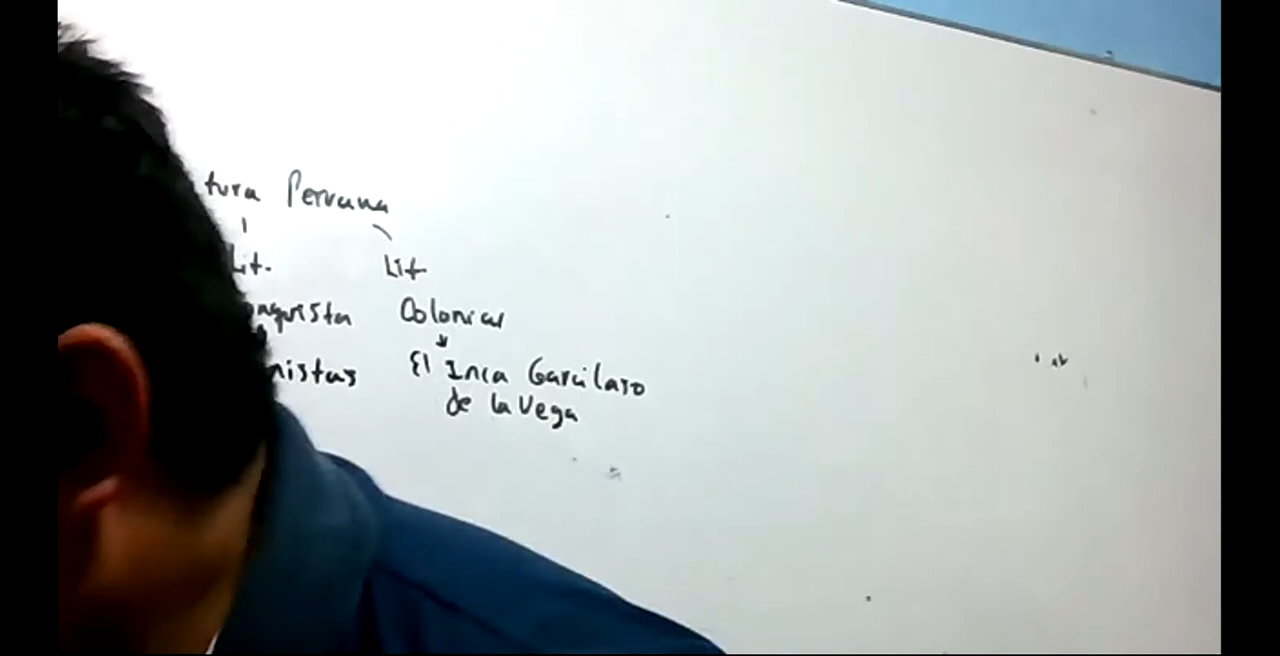 tura Peruana
Lit. Lit
nquista Colonial
nistas El Inca Garcilaso
de la Vega